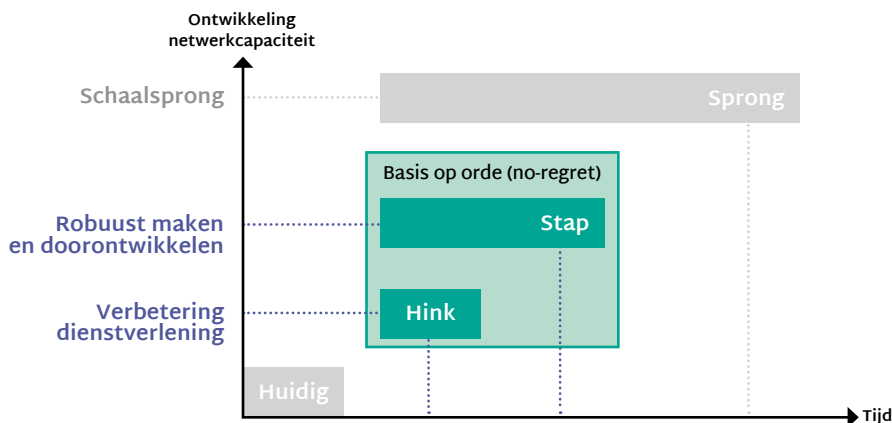 Ontwikkeling
netwerkcapaciteit
Schaalsprong
Sprong
Basis op orde (no-regret)
Robuust maken
en doorontwikkelen
Stap
Verbetering
dienstverlening
Hink
Huidig
Tijd